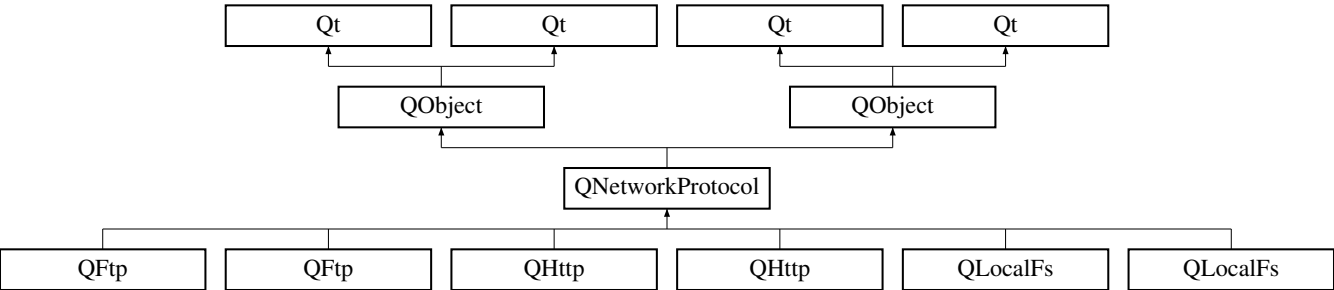 Qt
Qt
Qt
Qt
QObject
QObject
QNetworkProtocol
QFtp
QFtp
QHttp
QHttp
QLocalFs
QLocalFs